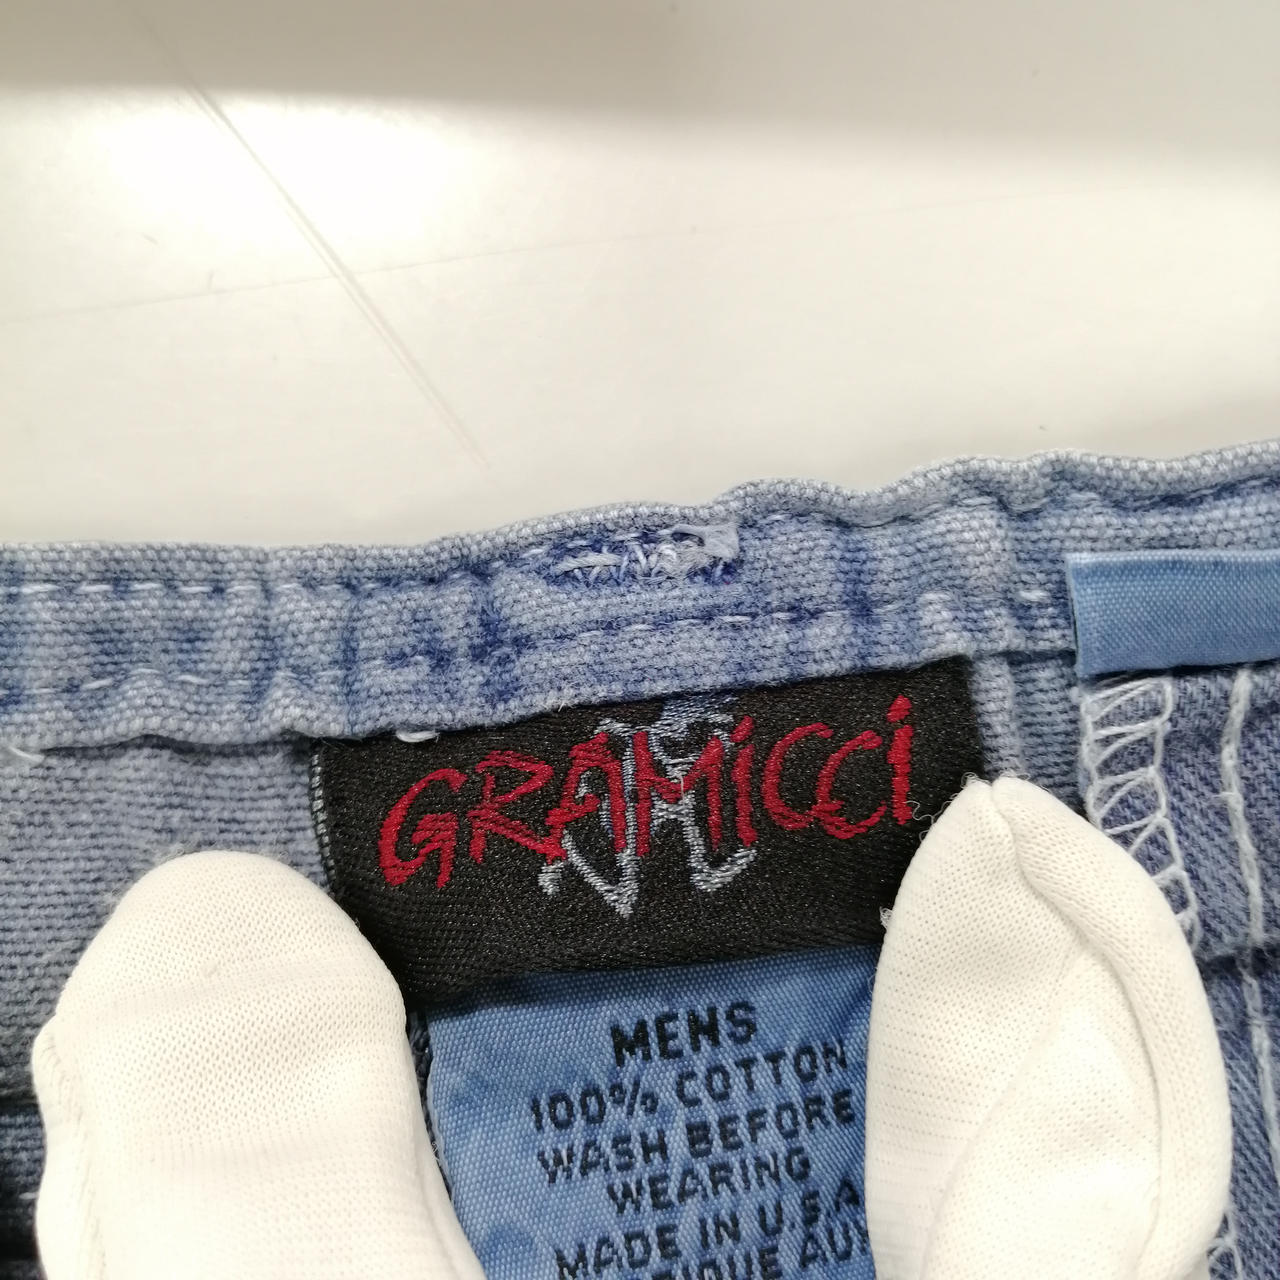 GRAMICCI
MENS
100% COTTON
WASH BEFORE
WEARING
MADE IN U.S.A